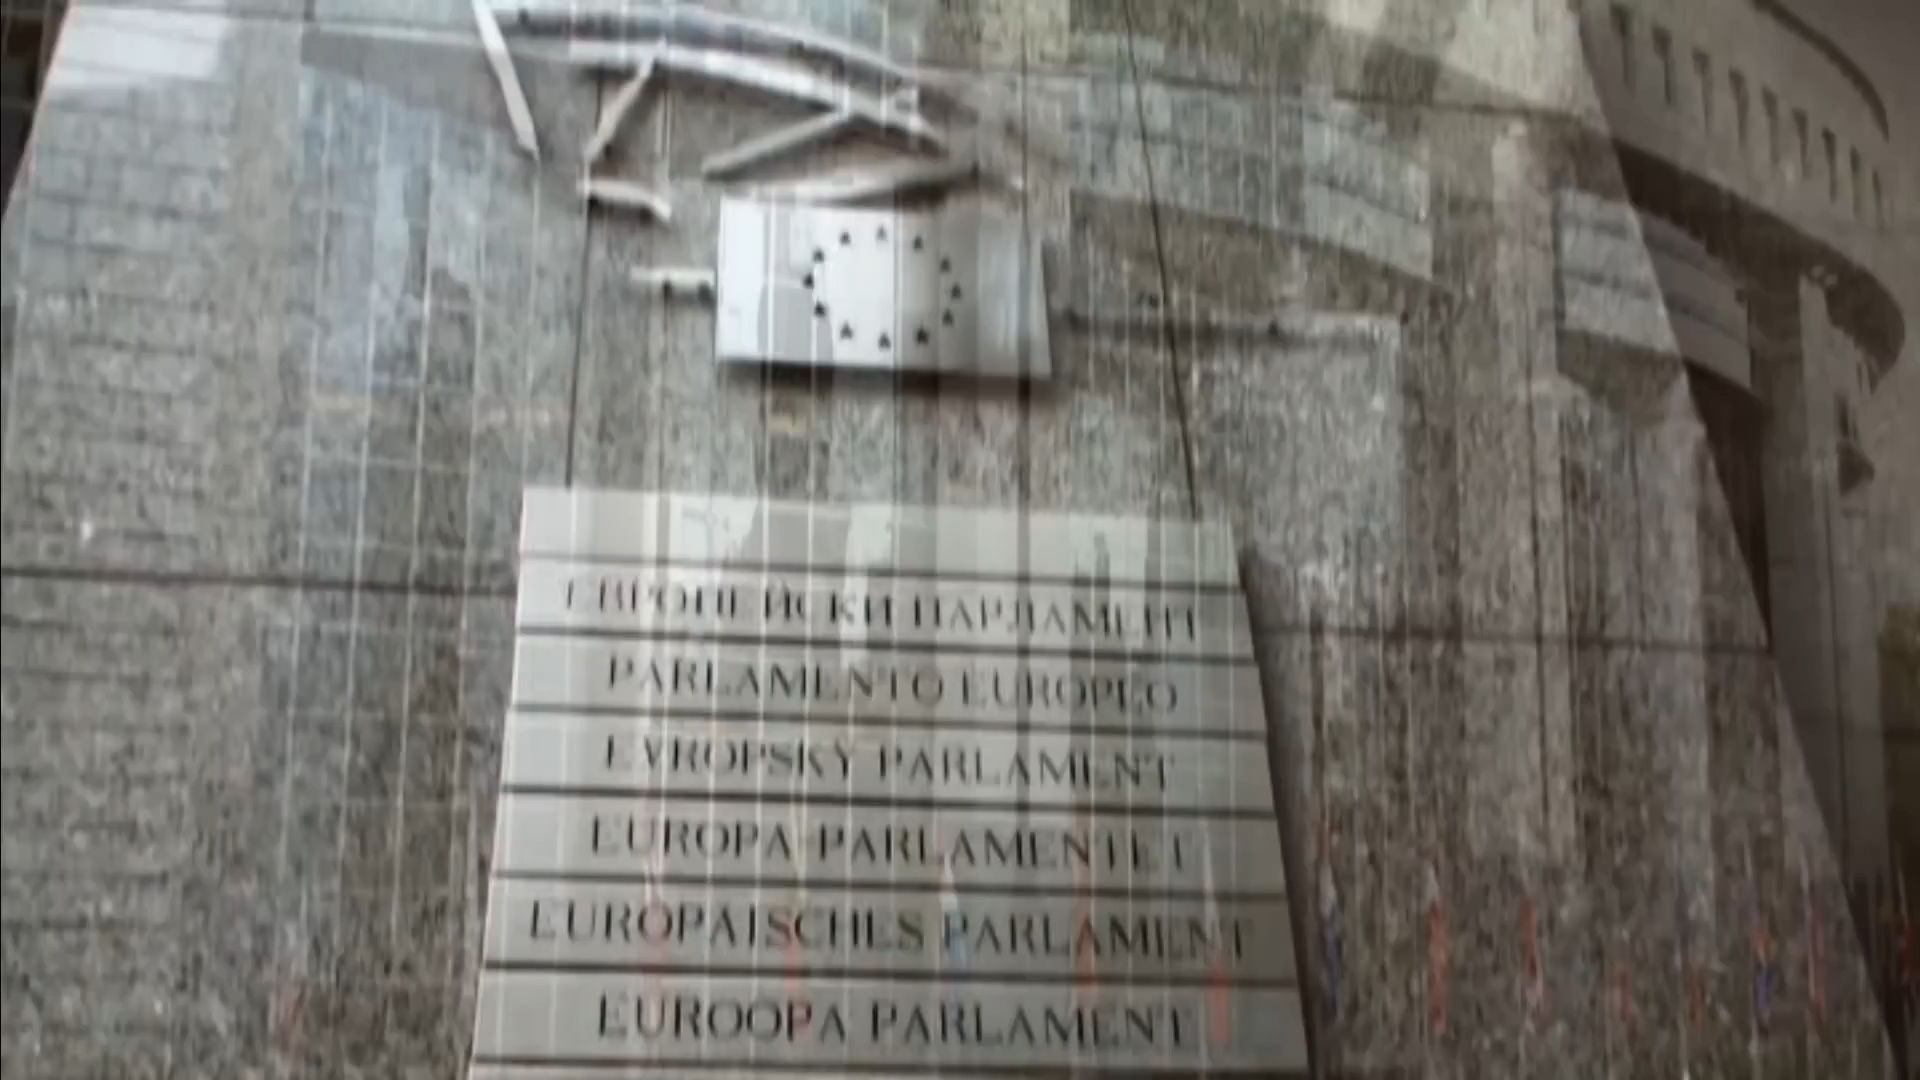 ЕВРОПЕЙСКИ ПАРЛАМЕНТ
PARLAMENTO EUROPEO
EVROPSKÝ PARLAMENT
EUROPA-PARLAMENTET
EUROPÄISCHES PARLAMENT
EUROOPA PARLAMENT